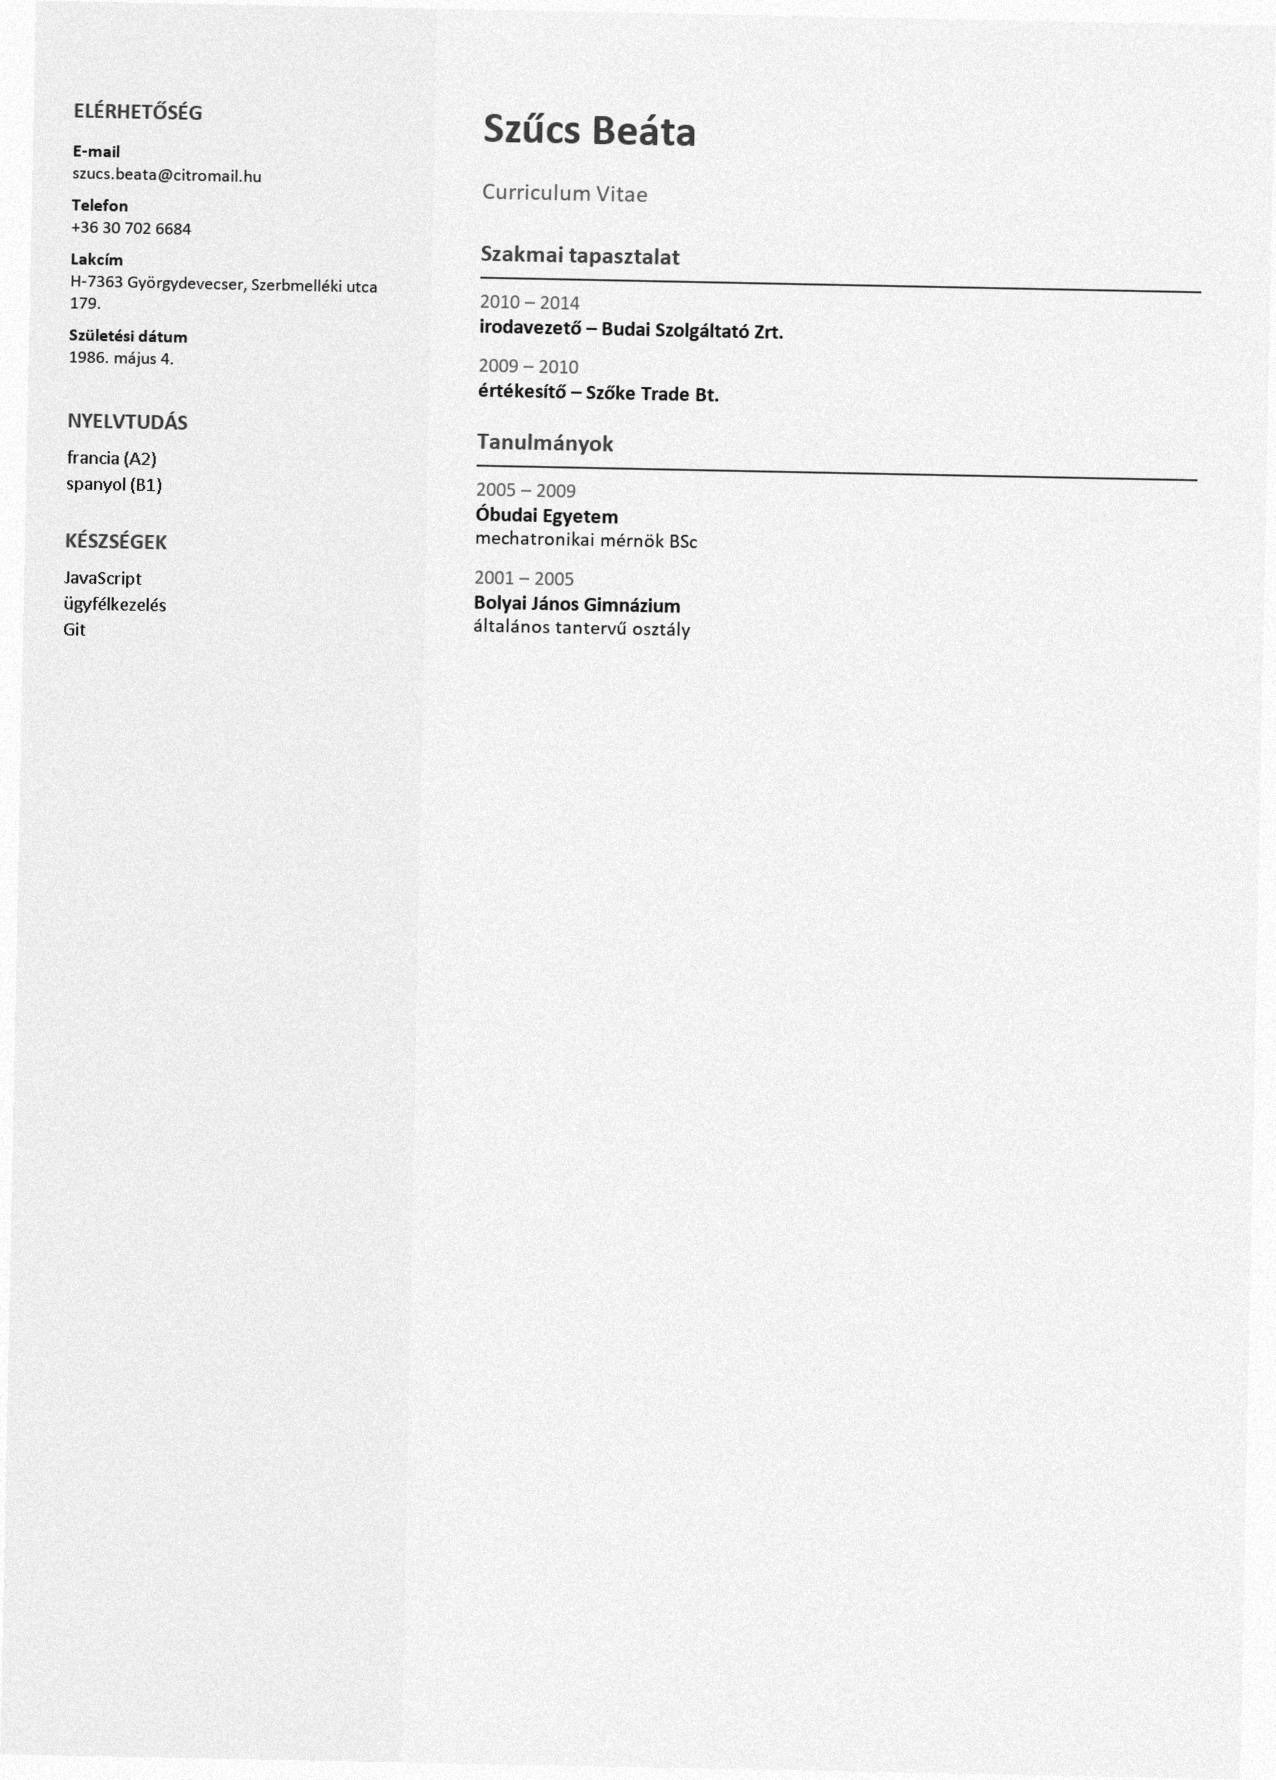 ELÉRHETŐSÉG
E-mail
szucs.beata@citromail.hu
Telefon
+36 30 702 6684
Lakcím
H-7363 Györgydevecser, Szerbmelléki utca
179.
Születési dátum
1986. május 4.
NYELVTUDÁS
francia (A2)
spanyol (B1)
KÉSZSÉGEK
JavaScript
ügyfélkezelés
Git
Szűcs Beáta
Curriculum Vitae
Szakmai tapasztalat
2010 – 2014
irodavezető – Budai Szolgáltató Zrt.
2009 – 2010
értékesítő – Szőke Trade Bt.
Tanulmányok
2005 – 2009
Óbudai Egyetem
mechatronikai mérnök BSc
2001 – 2005
Bolyai János Gimnázium
általános tantervű osztály